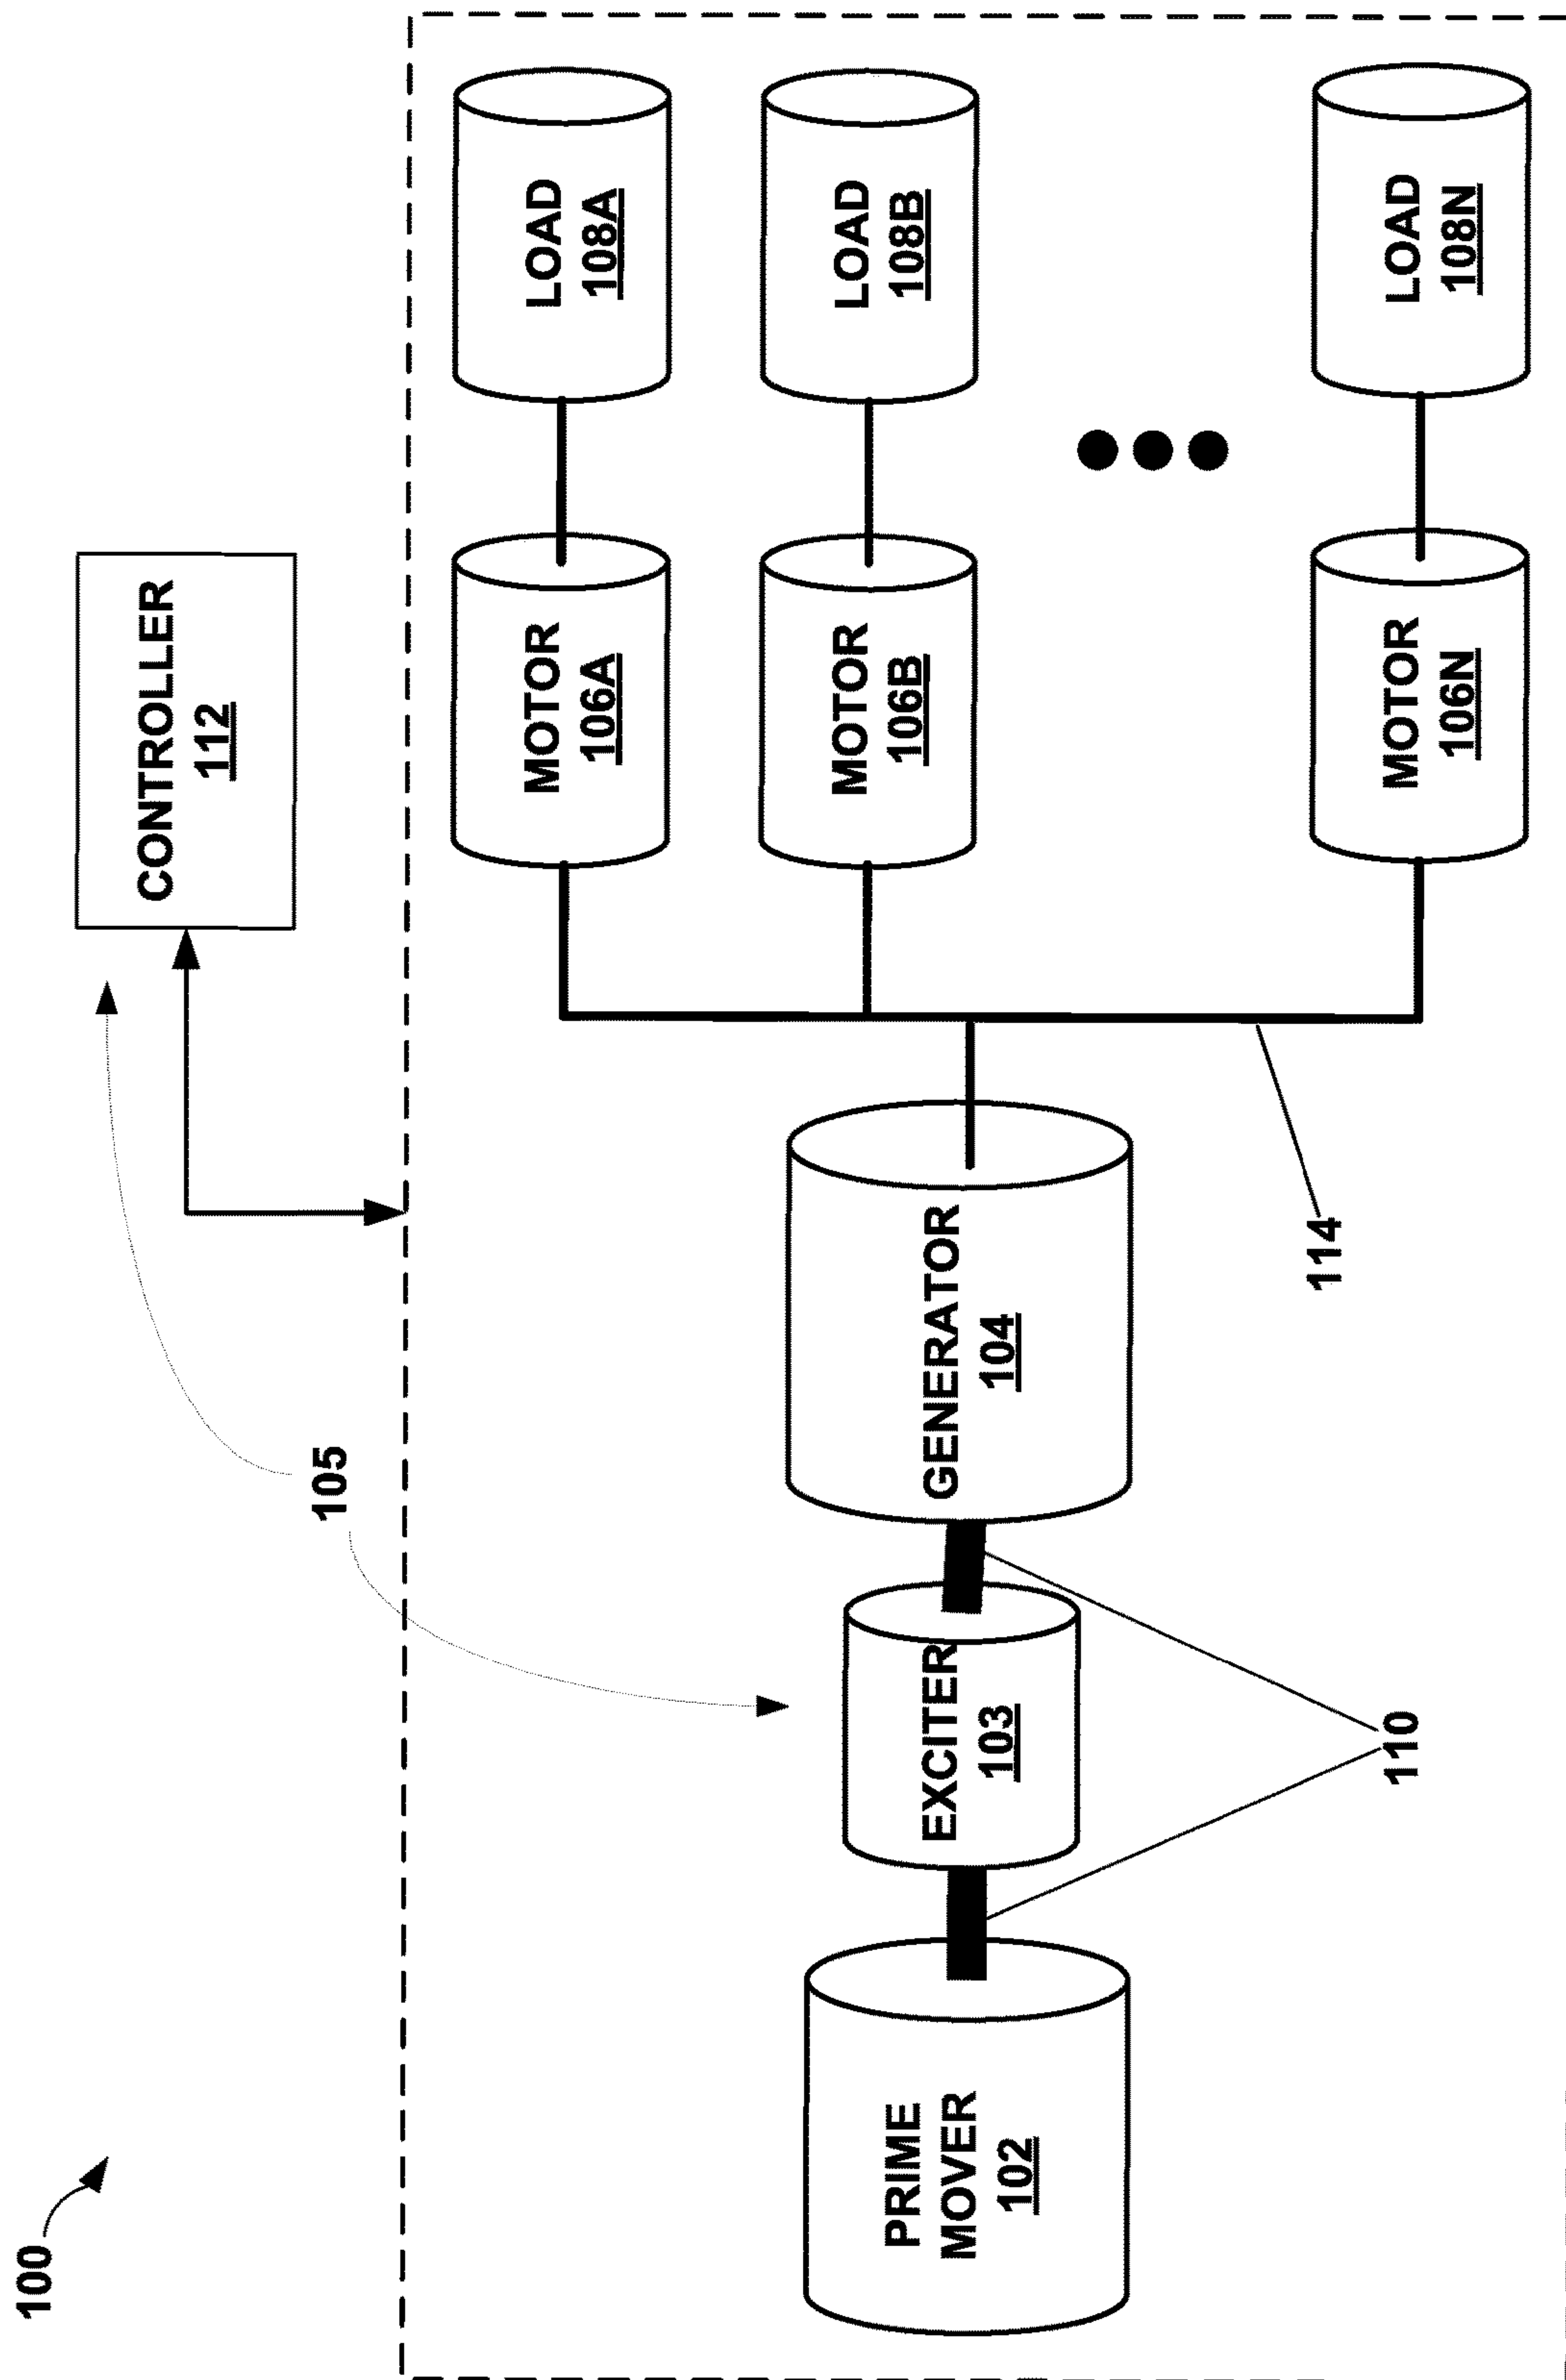 100
CONTROLLER
112
105
PRIME
MOVER
102
EXCITER
103
GENERATOR
104
MOTOR
106A
LOAD
108A
MOTOR
106B
LOAD
108B
MOTOR
106N
LOAD
108N
110
114